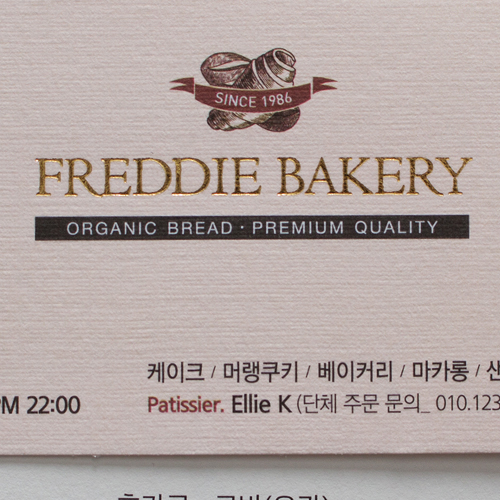 SINCE 1986
FREDDIE BAKERY
ORGANIC BREAD · PREMIUM QUALITY
케이크 / 머랭쿠키 / 베이커리 / 마카롱 /
PM 22:00 Patissier. Ellie K (단체 주문 문의_ 010.123